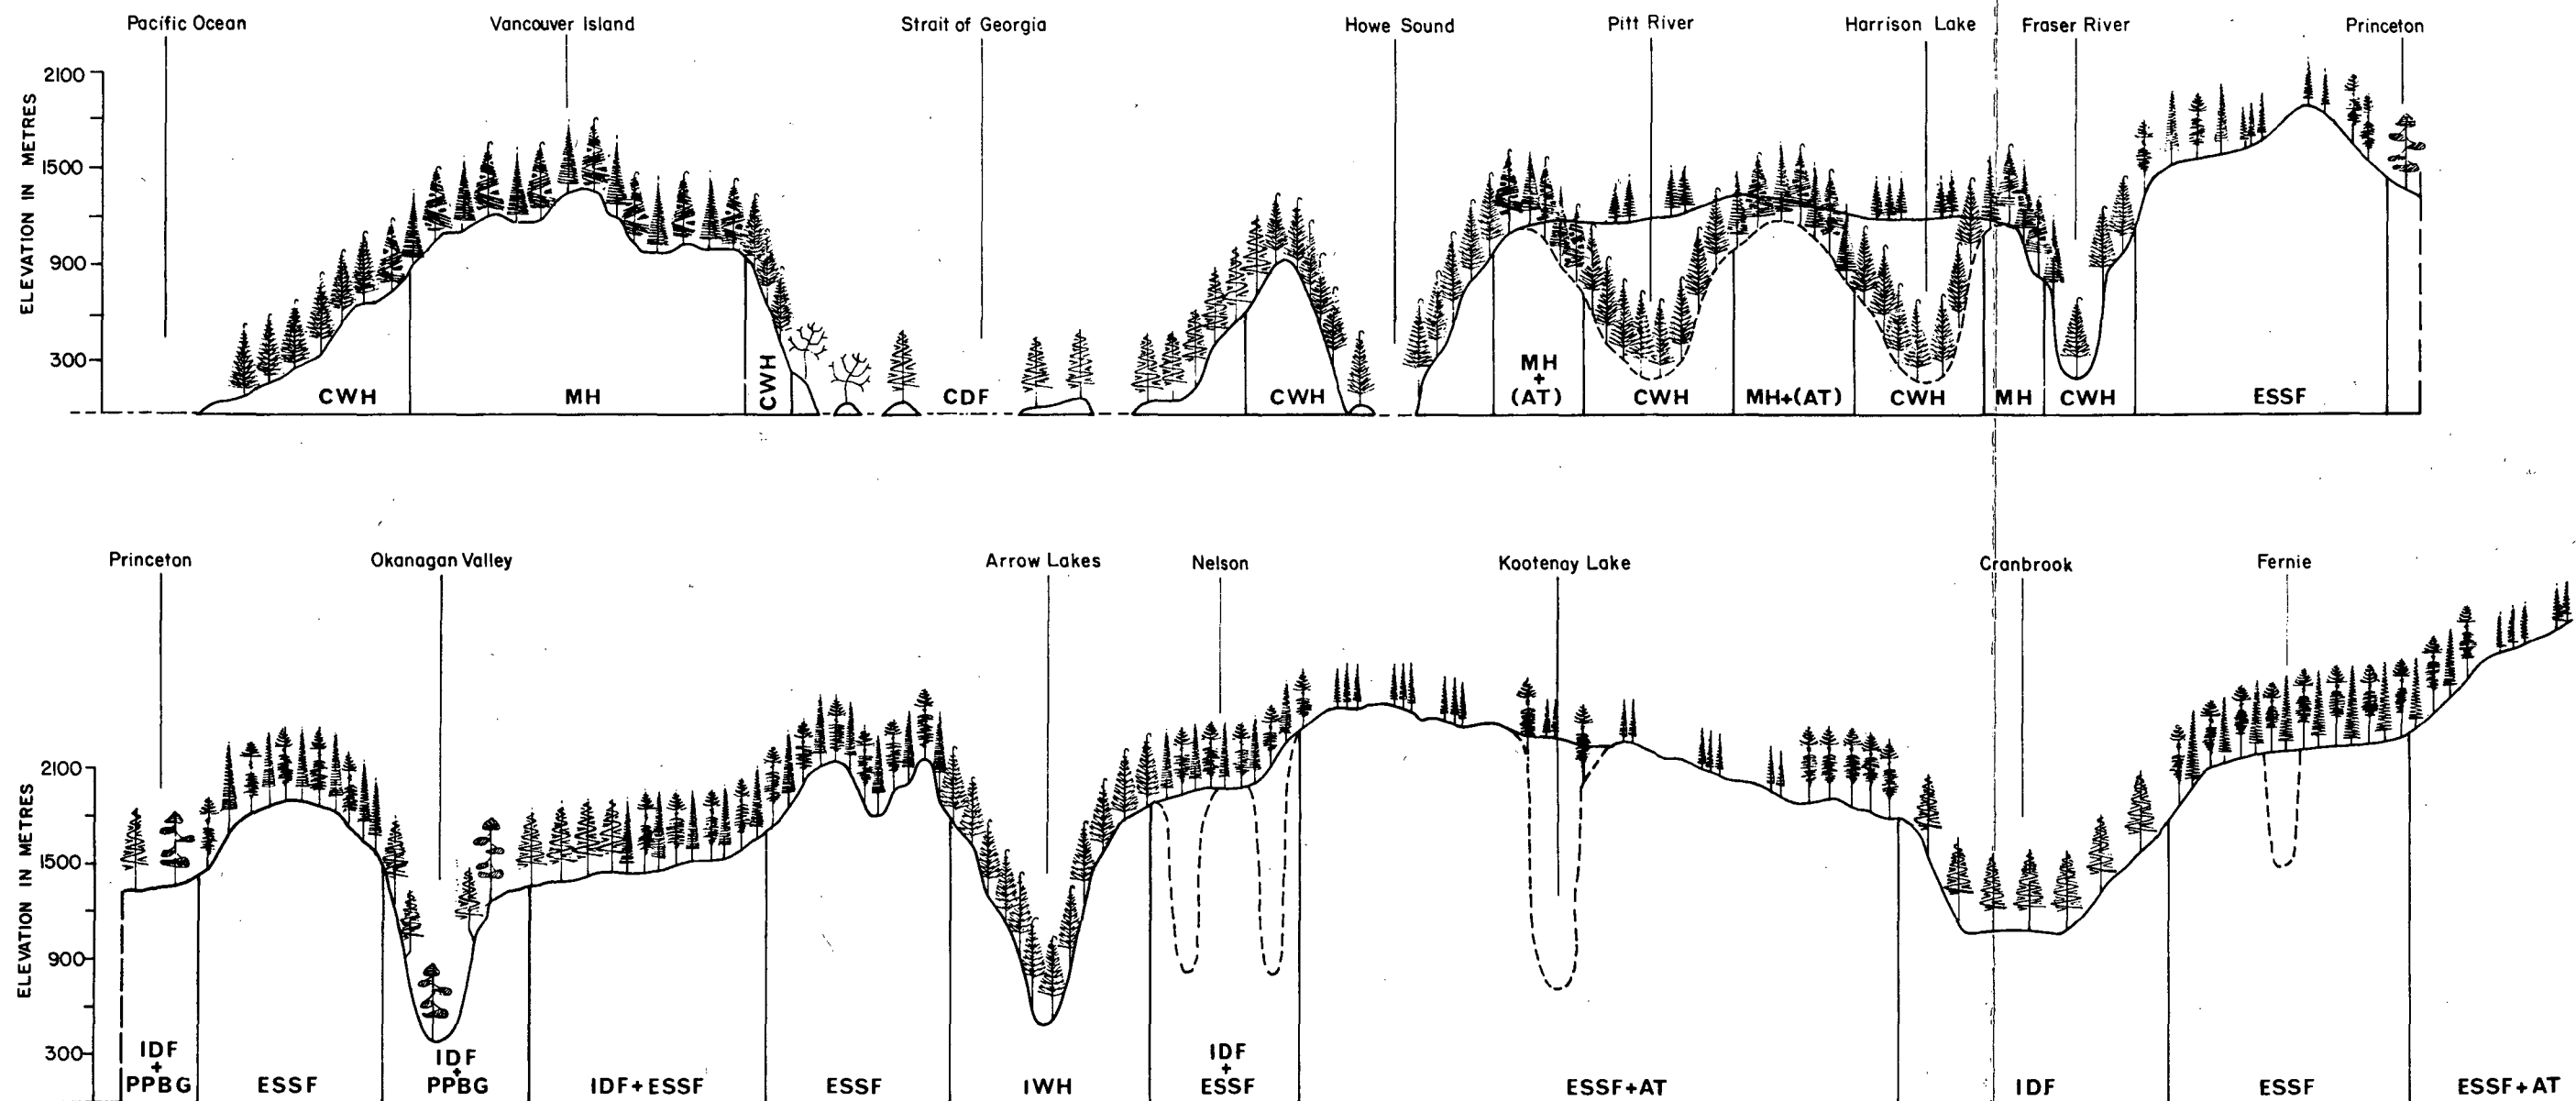 Pacific Ocean
Vancouver Island
Strait of Georgia
Howe Sound
Pitt River
Harrison Lake
Fraser River
Princeton
ELEVATION IN METRES
2100
1500
900
300
CWH
MH
CWH
CDF
CWH
MH
+
(AT)
CWH
MH+(AT)
CWH
MH
CWH
ESSF
Princeton
Okanagan Valley
Arrow Lakes
Nelson
Kootenay Lake
Cranbrook
Fernie
ELEVATION IN METRES
2100
1500
900
300
IDF
+
PPBG
ESSF
IDF
+
PPBG
IDF+ESSF
ESSF
IWH
IDF
+
ESSF
ESSF+AT
IDF
ESSF
ESSF+AT